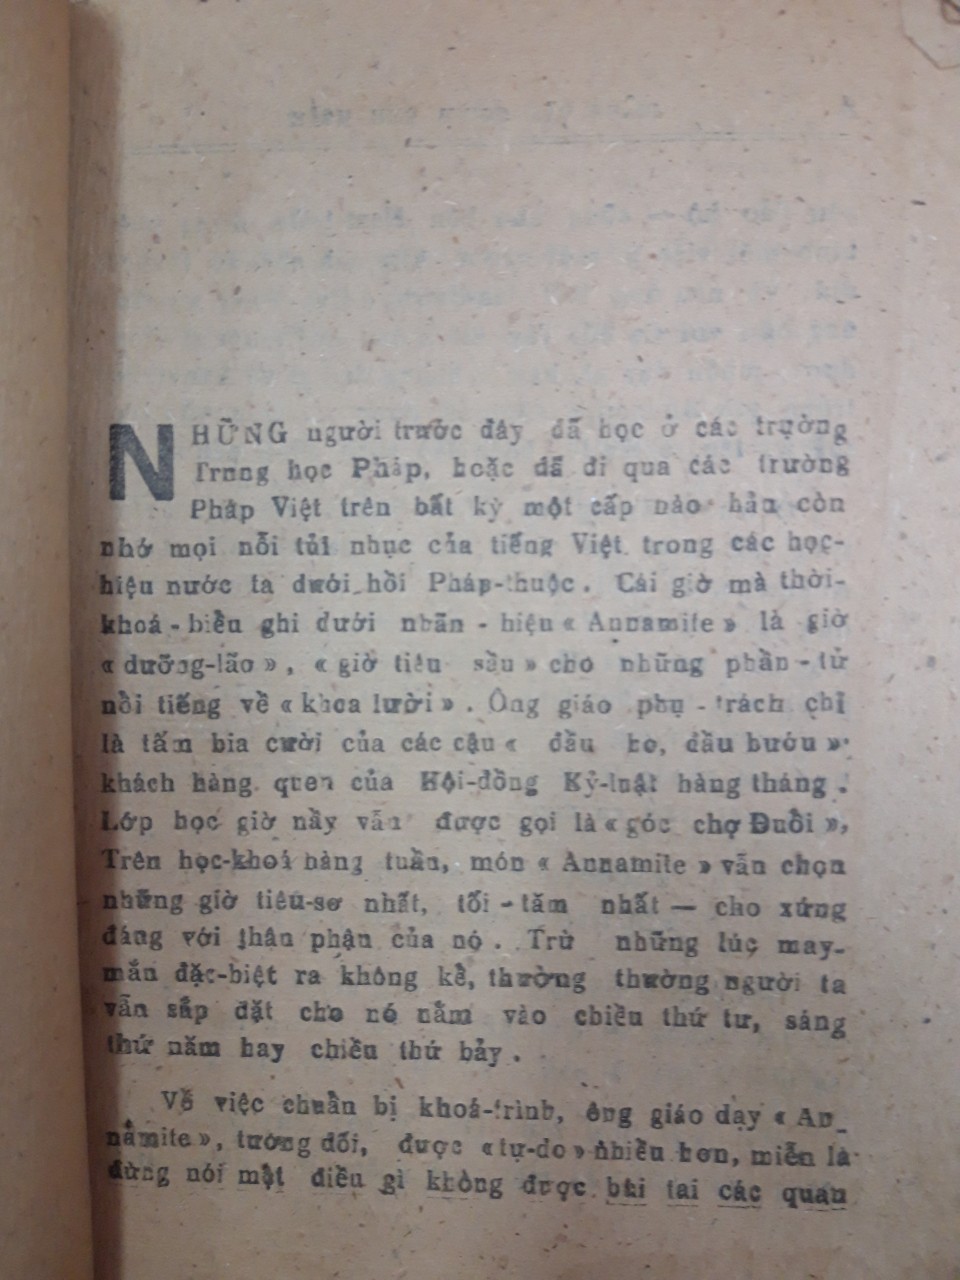 NHỮNG người trước đây đã học ở các trường
Trung học Pháp, hoặc đã đi qua các trường
Pháp Việt trên bất kỳ một cấp nào hẳn còn
nhớ mọi nỗi tủi nhục của tiếng Việt trong các học-
hiệu nước ta dưới hồi Pháp-thuộc. Cái giờ mà thời-
khoá-biểu ghi dưới nhãn-hiệu « Annamite » là giờ
« dưỡng-lão », « giờ tiêu sầu » cho những phần-tử
nổi tiếng về « khoa lười ». Ông giáo phụ-trách chỉ
là tấm bia cười của các cậu « đầu bo, đầu bướu »
khách hàng quen của Hội-đồng Kỷ-luật hàng tháng.
Lớp học giờ nầy vẫn được gọi là « góc chợ Đuổi »,
Trên học-khoá hàng tuần, món « Annamite » vẫn chọn
những giờ tiêu-sơ nhất, tối-tăm nhất — cho xứng
đáng với thân phận của nó. Trừ những lúc may-
mắn đặc-biệt ra không kể, thường thường người ta
vẫn sắp đặt cho nó nằm vào chiều thứ tư, sáng
thứ năm hay chiều thứ bảy.
Về việc chuẩn bị khoá-trình, ông giáo dạy « An_
namite », tương đối, được « tự-do » nhiều hơn, miễn là
đừng nói một điều gì không được bùi tai các quan